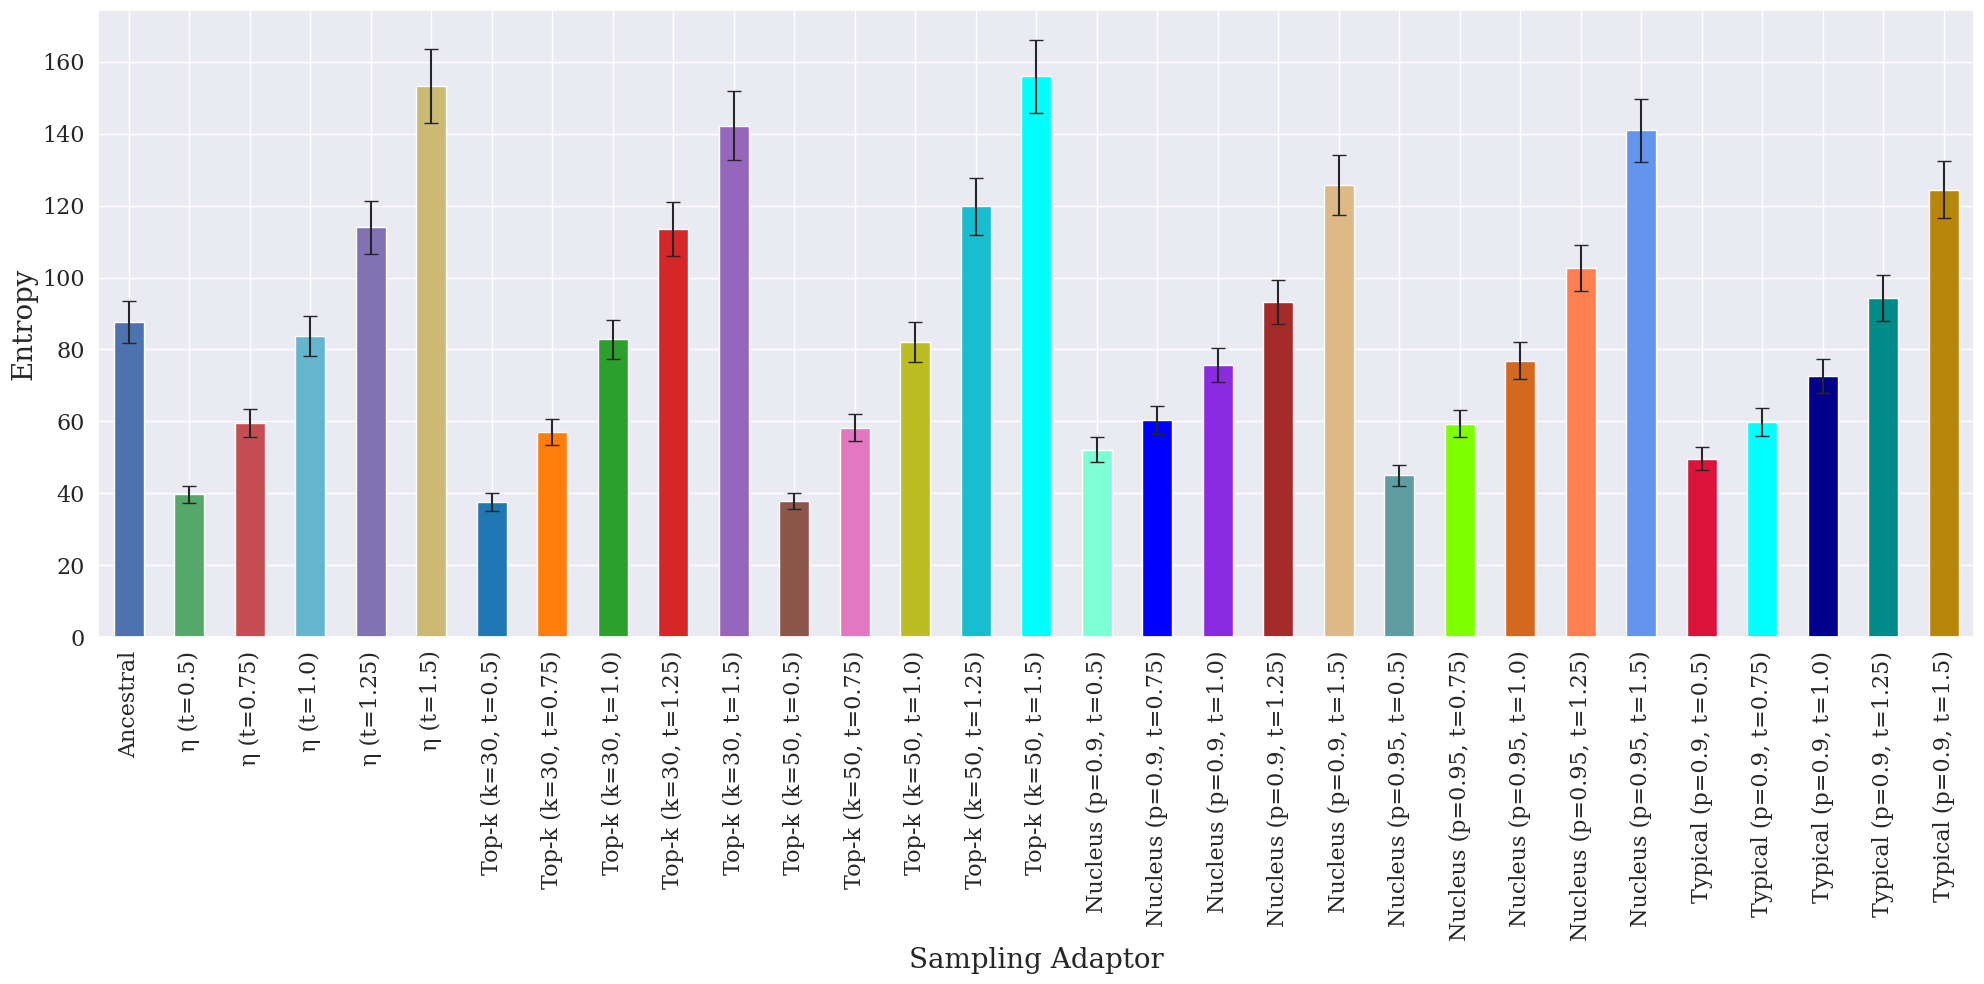 Entropy
160
140
120
100
80
60
40
20
0
Ancestral
η (t=0.5)
η (t=0.75)
η (t=1.0)
η (t=1.25)
η (t=1.5)
Top-k (k=30, t=0.5)
Top-k (k=30, t=0.75)
Top-k (k=30, t=1.0)
Top-k (k=30, t=1.25)
Top-k (k=30, t=1.5)
Top-k (k=50, t=0.5)
Top-k (k=50, t=0.75)
Top-k (k=50, t=1.0)
Top-k (k=50, t=1.25)
Top-k (k=50, t=1.5)
Nucleus (p=0.9, t=0.5)
Nucleus (p=0.9, t=0.75)
Nucleus (p=0.9, t=1.0)
Nucleus (p=0.9, t=1.25)
Nucleus (p=0.9, t=1.5)
Nucleus (p=0.95, t=0.5)
Nucleus (p=0.95, t=0.75)
Nucleus (p=0.95, t=1.0)
Nucleus (p=0.95, t=1.25)
Nucleus (p=0.95, t=1.5)
Typical (p=0.9, t=0.5)
Typical (p=0.9, t=0.75)
Typical (p=0.9, t=1.0)
Typical (p=0.9, t=1.25)
Typical (p=0.9, t=1.5)
Sampling Adaptor